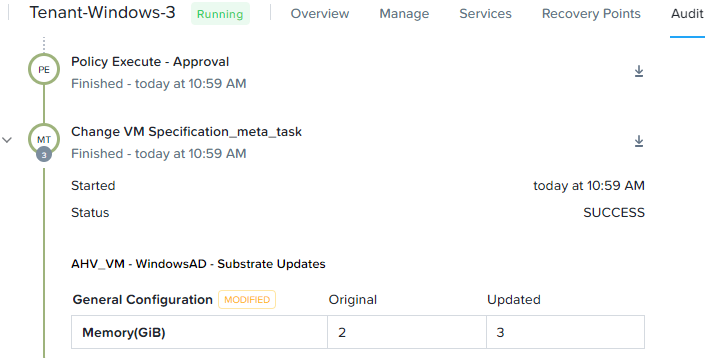 Tenant-Windows-3 Running Overview Manage Services Recovery Points Audit
PE Policy Execute - Approval
Finished - today at 10:59 AM
MT Change VM Specification_meta_task
3 Finished - today at 10:59 AM
Started today at 10:59 AM
Status SUCCESS
AHV_VM - WindowsAD - Substrate Updates
General Configuration MODIFIED Original Updated
Memory(GiB) 2 3